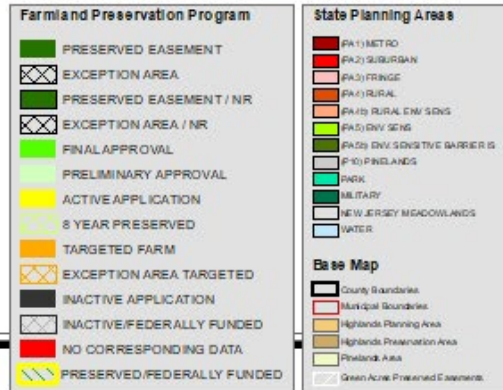 Farmland Preservation Program
PRESERVED EASEMENT
EXCEPTION AREA
PRESERVED EASEMENT / NR
EXCEPTION AREA / NR
FINAL APPROVAL
PRELIMINARY APPROVAL
ACTIVE APPLICATION
8 YEAR PRESERVED
TARGETED FARM
EXCEPTION AREA TARGETED
INACTIVE APPLICATION
INACTIVE/FEDERALLY FUNDED
NO CORRESPONDING DATA
PRESERVED/FEDERALLY FUNDED
State Planning Areas
(PA1) METRO
(PA2) SUBURBAN
(PA3) FRINGE
(PA4) RURAL
(PA4b) RURAL ENV SENS
(PA5) ENV SENS
(PA5b) ENV. SENSITIVE BARRIER IS
(P10) PINELANDS
PARK
MILITARY
NEW JERSEY MEADOWLANDS
WATER
Base Map
County Boundaries
Municipal Boundaries
Highlands Planning Area
Highlands Preservation Area
Pinelands Area
Green Acres Preserved Easements